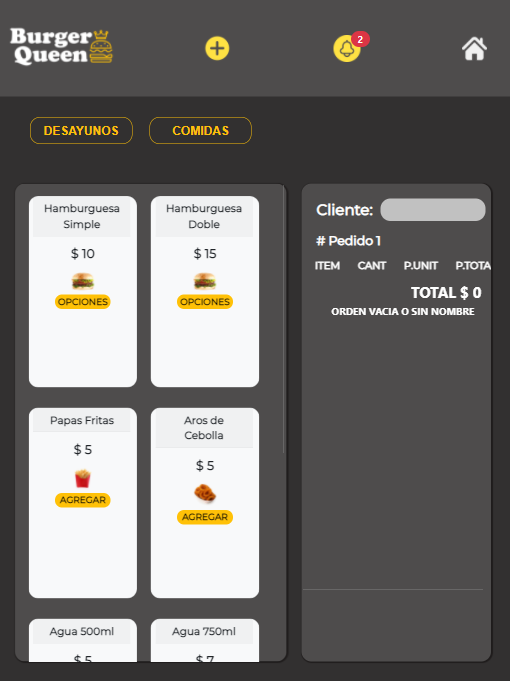 Burger
Queen
2
DESAYUNOS
COMIDAS
Hamburguesa
Simple
$ 10
OPCIONES
Hamburguesa
Doble
$ 15
OPCIONES
Papas Fritas
$ 5
AGREGAR
Aros de
Cebolla
$ 5
AGREGAR
Agua 500ml
$ 5
Agua 750ml
$ 7
Cliente:
# Pedido 1
ITEM CANT P.UNIT P.TOTA
TOTAL $ 0
ORDEN VACIA O SIN NOMBRE